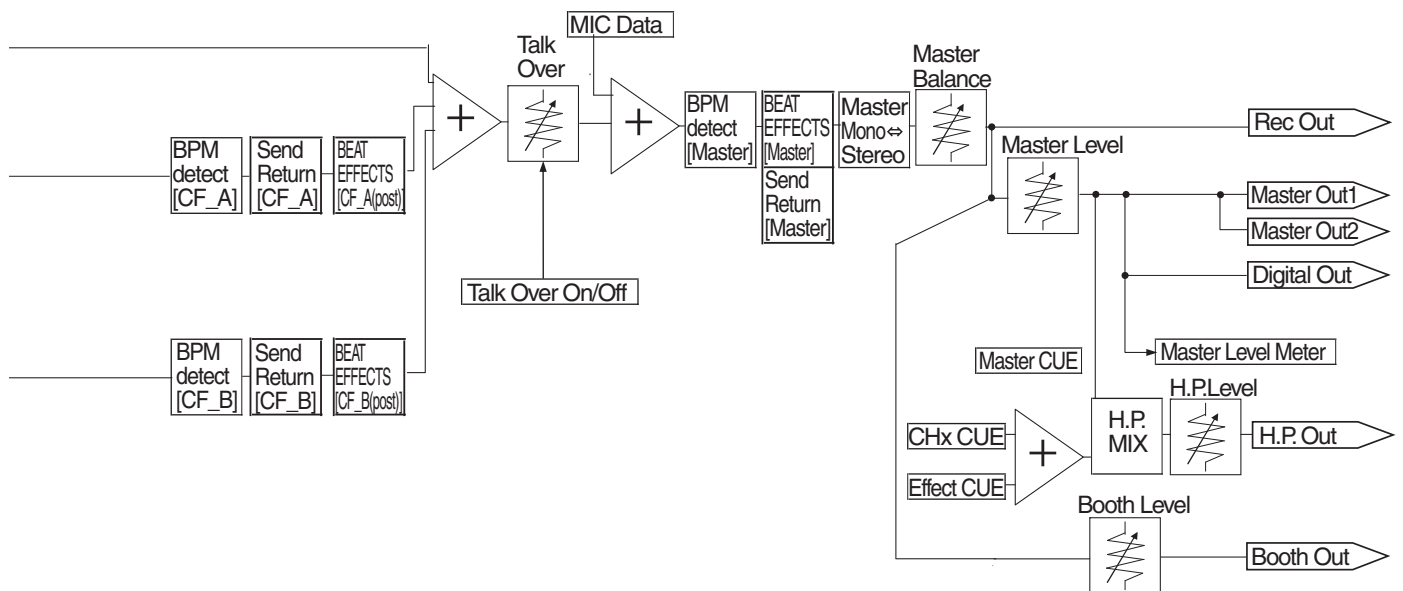 MIC Data
Talk
Over
Master
Balance
BPM
detect
[Master]
BEAT
EFFECTS
[Master]
Send
Return
[Master]
Master
Mono⇔
Stereo
Rec Out
Master Level
BPM
detect
[CF_A]
Send
Return
[CF_A]
BEAT
EFFECTS
[CF_A(post)]
Master Out1
Master Out2
Digital Out
Talk Over On/Off
BPM
detect
[CF_B]
Send
Return
[CF_B]
BEAT
EFFECTS
[CF_B(post)]
Master CUE
Master Level Meter
H.P.Level
CHx CUE
Effect CUE
+
+
+
H.P.
MIX
H.P. Out
Booth Level
Booth Out